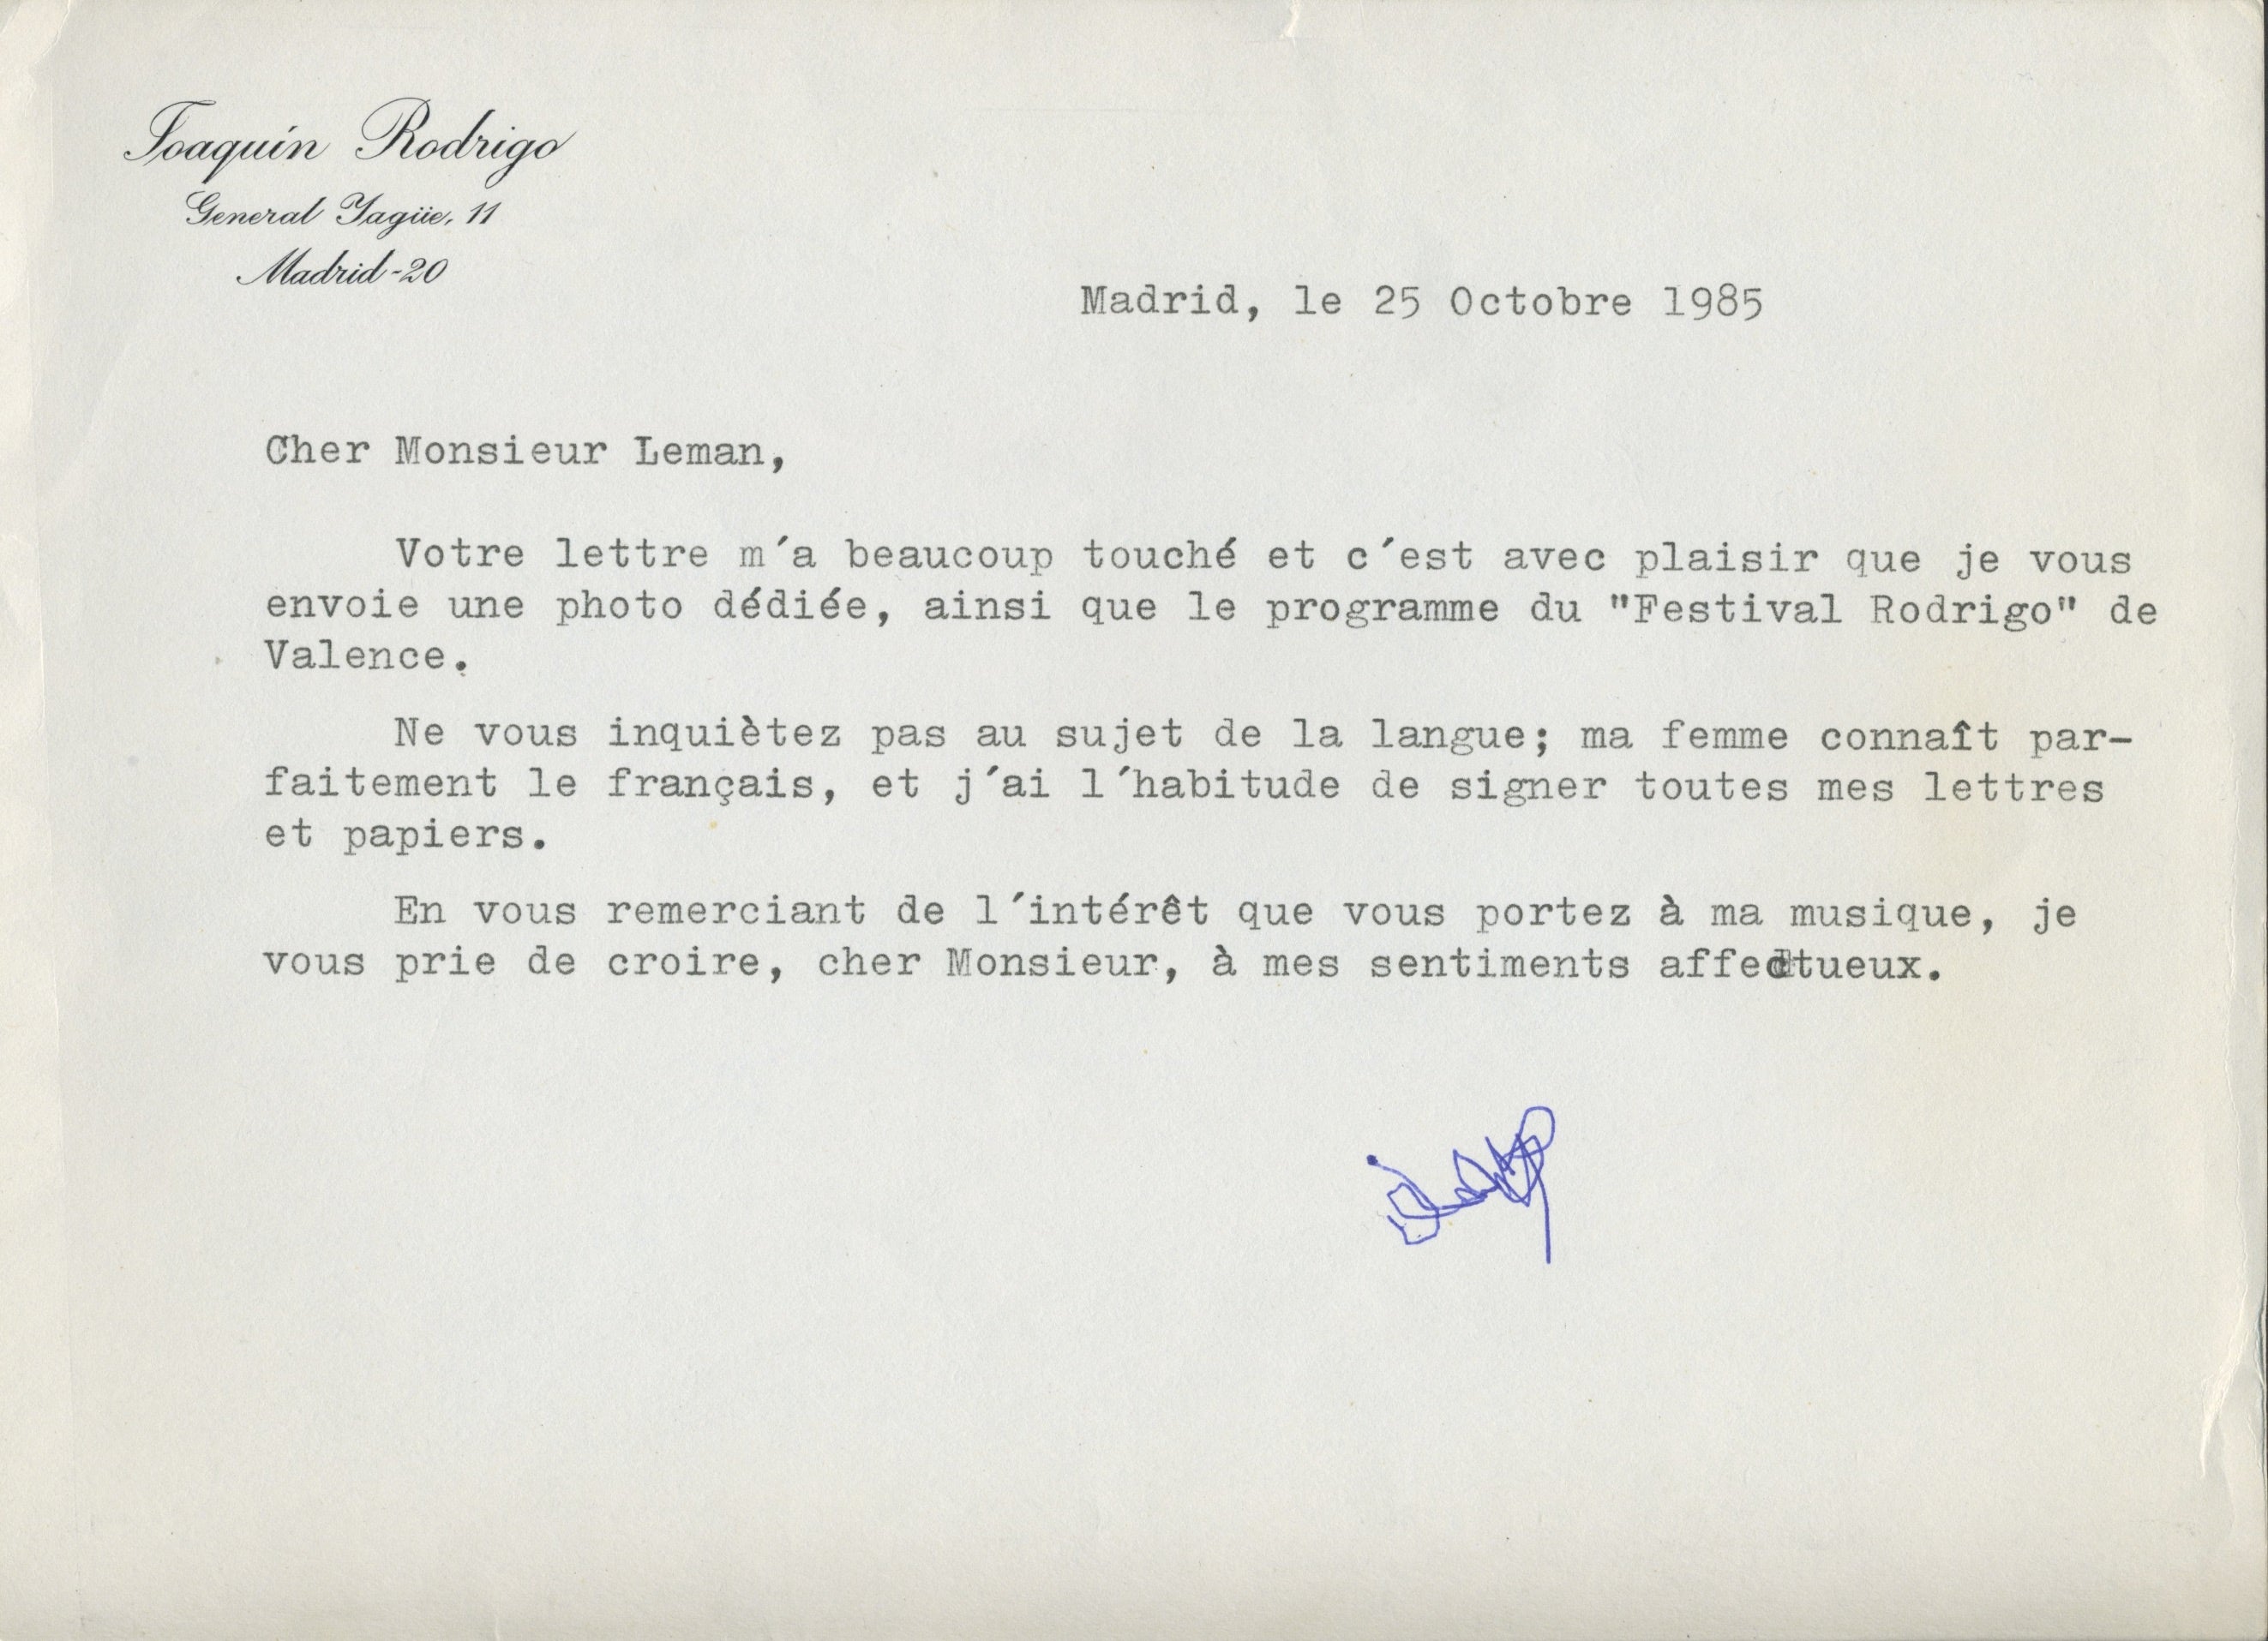 Joaquín Rodrigo
General Yagüe, 11
Madrid-20
Madrid, le 25 Octobre 1985
Cher Monsieur Leman,
Votre lettre m´a beaucoup touché et c´est avec plaisir que je vous
envoie une photo dédiée, ainsi que le programme du "Festival Rodrigo" de
Valence.
Ne vous inquiètez pas au sujet de la langue; ma femme connaît par-
faitement le français, et j´ai l´habitude de signer toutes mes lettres
et papiers.
En vous remerciant de l´intérêt que vous portez à ma musique, je
vous prie de croire, cher Monsieur, à mes sentiments affectueux.